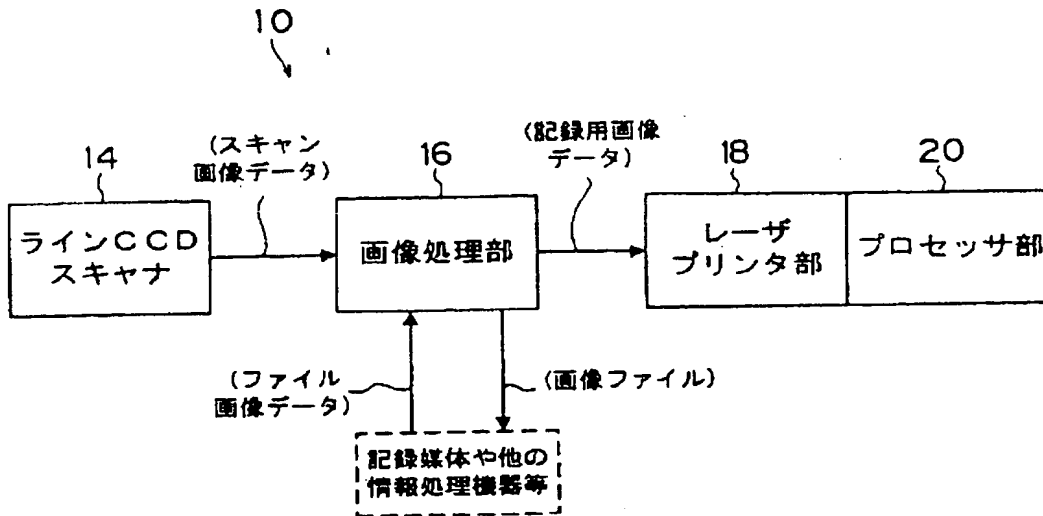 10
(スキャン
画像データ)
(記録用画像
データ)
14
16
18
20
ラインCCD
スキャナ
画像処理部
レーザ
プリンタ部
プロセッサ部
(ファイル
画像データ)
(画像ファイル)
記録媒体や他の
情報処理機器等